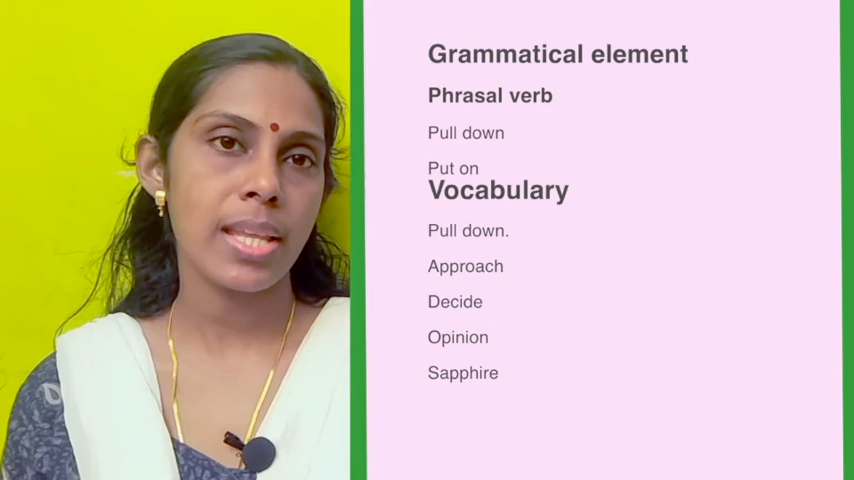 Grammatical element
Phrasal verb
Pull down
Put on
Vocabulary
Pull down.
Approach
Decide
Opinion
Sapphire